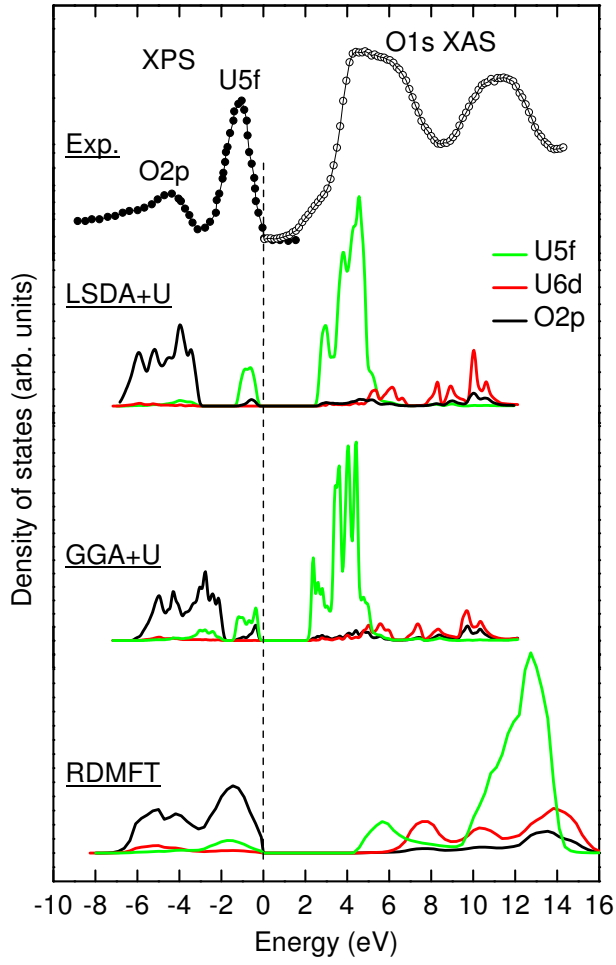 O1s XAS
XPS
U5f
Exp.
O2p
U5f
LSDA+U
U6d
O2p
GGA+U
RDMFT
Density of states (arb. units)
-10 -8 -6 -4 -2 0 2 4 6 8 10 12 14 16
Energy (eV)